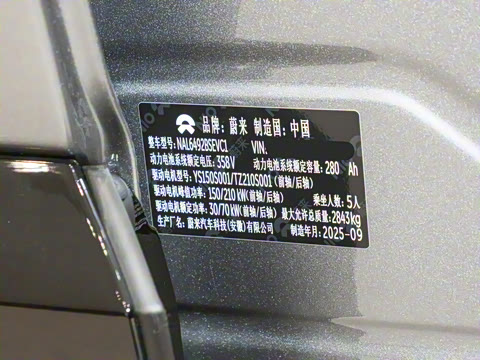 品牌: 蔚来 制造国: 中国
整车型号: NAL6492BSEVC1 VIN.
动力电池系统额定电压: 358V 动力电池系统额定容量: 280 Ah
驱动电机型号: YS150S001/TZ210S001 (前轴/后轴)
驱动电机峰值功率: 150/210 kW(前轴/后轴) 乘坐人数: 5人
驱动电机额定功率: 30/70 kW(前轴/后轴) 最大允许总质量: 2843kg
生产厂名: 蔚来汽车科技(安徽)有限公司 制造年月: 2025-09